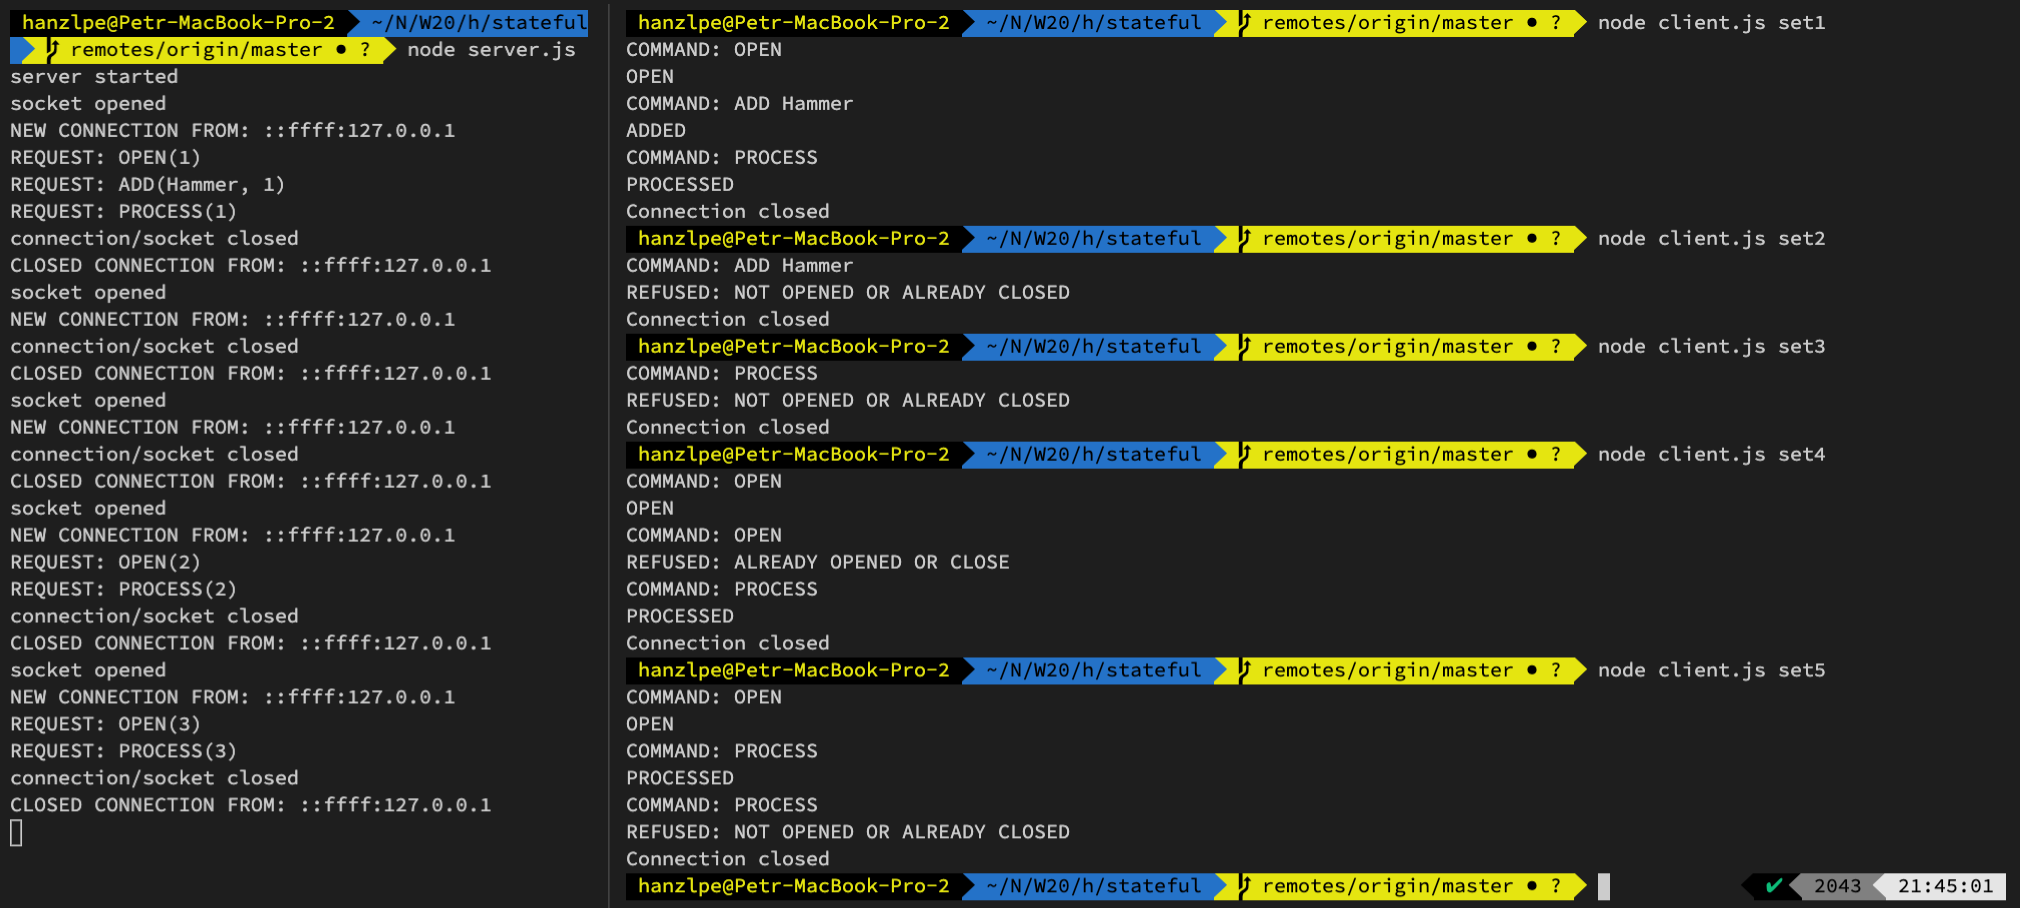 hanzlpe@Petr-MacBook-Pro-2 ~/N/W20/h/stateful
remotes/origin/master ● ? node server.js
server started
socket opened
NEW CONNECTION FROM: ::ffff:127.0.0.1
REQUEST: OPEN(1)
REQUEST: ADD(Hammer, 1)
REQUEST: PROCESS(1)
connection/socket closed
CLOSED CONNECTION FROM: ::ffff:127.0.0.1
socket opened
NEW CONNECTION FROM: ::ffff:127.0.0.1
connection/socket closed
CLOSED CONNECTION FROM: ::ffff:127.0.0.1
socket opened
NEW CONNECTION FROM: ::ffff:127.0.0.1
connection/socket closed
CLOSED CONNECTION FROM: ::ffff:127.0.0.1
socket opened
NEW CONNECTION FROM: ::ffff:127.0.0.1
REQUEST: OPEN(2)
REQUEST: PROCESS(2)
connection/socket closed
CLOSED CONNECTION FROM: ::ffff:127.0.0.1
socket opened
NEW CONNECTION FROM: ::ffff:127.0.0.1
REQUEST: OPEN(3)
REQUEST: PROCESS(3)
connection/socket closed
CLOSED CONNECTION FROM: ::ffff:127.0.0.1
hanzlpe@Petr-MacBook-Pro-2 ~/N/W20/h/stateful remotes/origin/master ● ? node client.js set1
COMMAND: OPEN
OPEN
COMMAND: ADD Hammer
ADDED
COMMAND: PROCESS
PROCESSED
Connection closed
hanzlpe@Petr-MacBook-Pro-2 ~/N/W20/h/stateful remotes/origin/master ● ? node client.js set2
COMMAND: ADD Hammer
REFUSED: NOT OPENED OR ALREADY CLOSED
Connection closed
hanzlpe@Petr-MacBook-Pro-2 ~/N/W20/h/stateful remotes/origin/master ● ? node client.js set3
COMMAND: PROCESS
REFUSED: NOT OPENED OR ALREADY CLOSED
Connection closed
hanzlpe@Petr-MacBook-Pro-2 ~/N/W20/h/stateful remotes/origin/master ● ? node client.js set4
COMMAND: OPEN
OPEN
COMMAND: OPEN
REFUSED: ALREADY OPENED OR CLOSE
COMMAND: PROCESS
PROCESSED
Connection closed
hanzlpe@Petr-MacBook-Pro-2 ~/N/W20/h/stateful remotes/origin/master ● ? node client.js set5
COMMAND: OPEN
OPEN
COMMAND: PROCESS
PROCESSED
COMMAND: PROCESS
REFUSED: NOT OPENED OR ALREADY CLOSED
Connection closed
hanzlpe@Petr-MacBook-Pro-2 ~/N/W20/h/stateful remotes/origin/master ● ? ✔ 2043 21:45:01